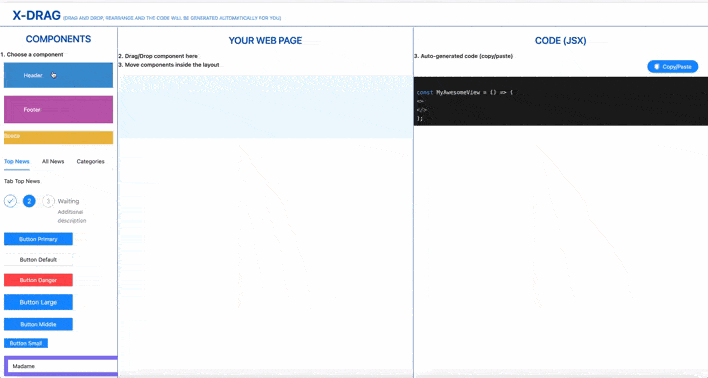 X-DRAG (DRAG AND DROP, REARRANGE AND THE CODE WILL BE GENERATED AUTOMATICALLY FOR YOU)
COMPONENTS
1. Choose a component
Header
Footer
Top News All News Categories
Tab Top News
2 3 Waiting
Additional
description
Button Primary
Button Default
Button Danger
Button Large
Button Middle
Button Small
Madame
YOUR WEB PAGE
2. Drag/Drop component here
3. Move components inside the layout
CODE (JSX)
3. Auto-generated code (copy/paste)
Copy/Paste
const MyAwesomeView = () => (
<>
</>
);